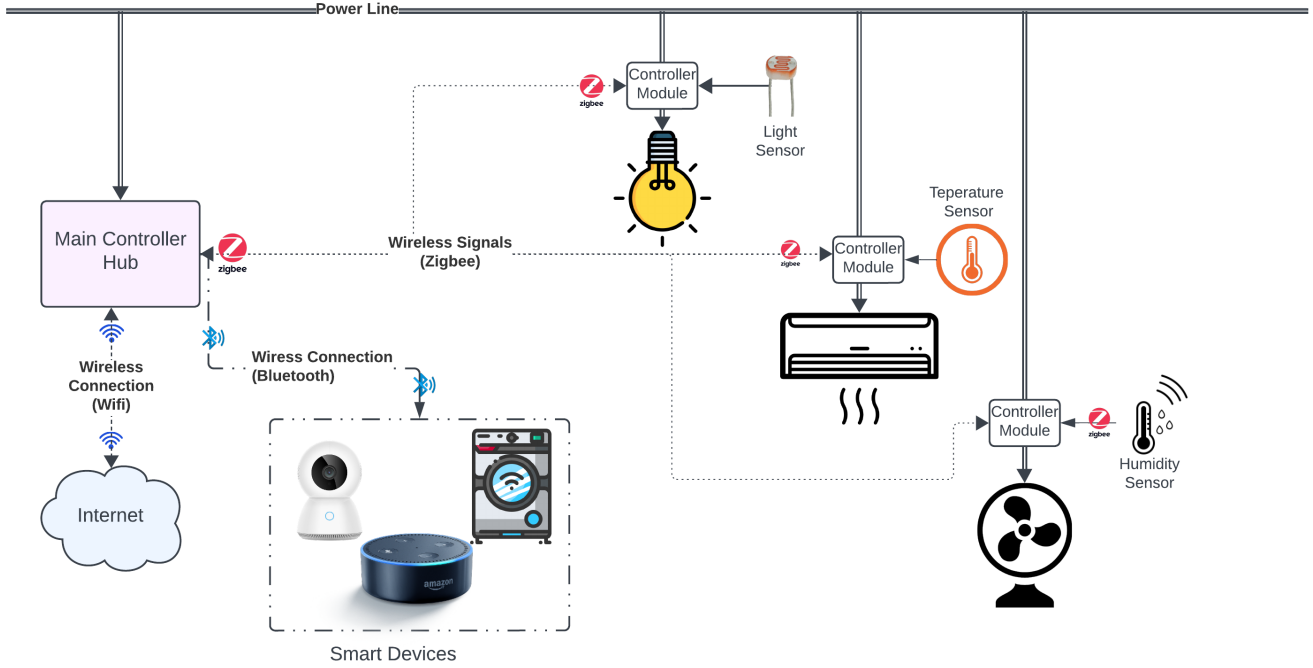 Power Line
Controller
Module
zigbee
Light
Sensor
Teperature
Sensor
Main Controller
Hub
zigbee
Wireless Signals
(Zigbee)
zigbee
Controller
Module
Wireless
Connection
(Wifi)
Wiress Connection
(Bluetooth)
Controller
Module
zigbee
Humidity
Sensor
Internet
amazon
Smart Devices